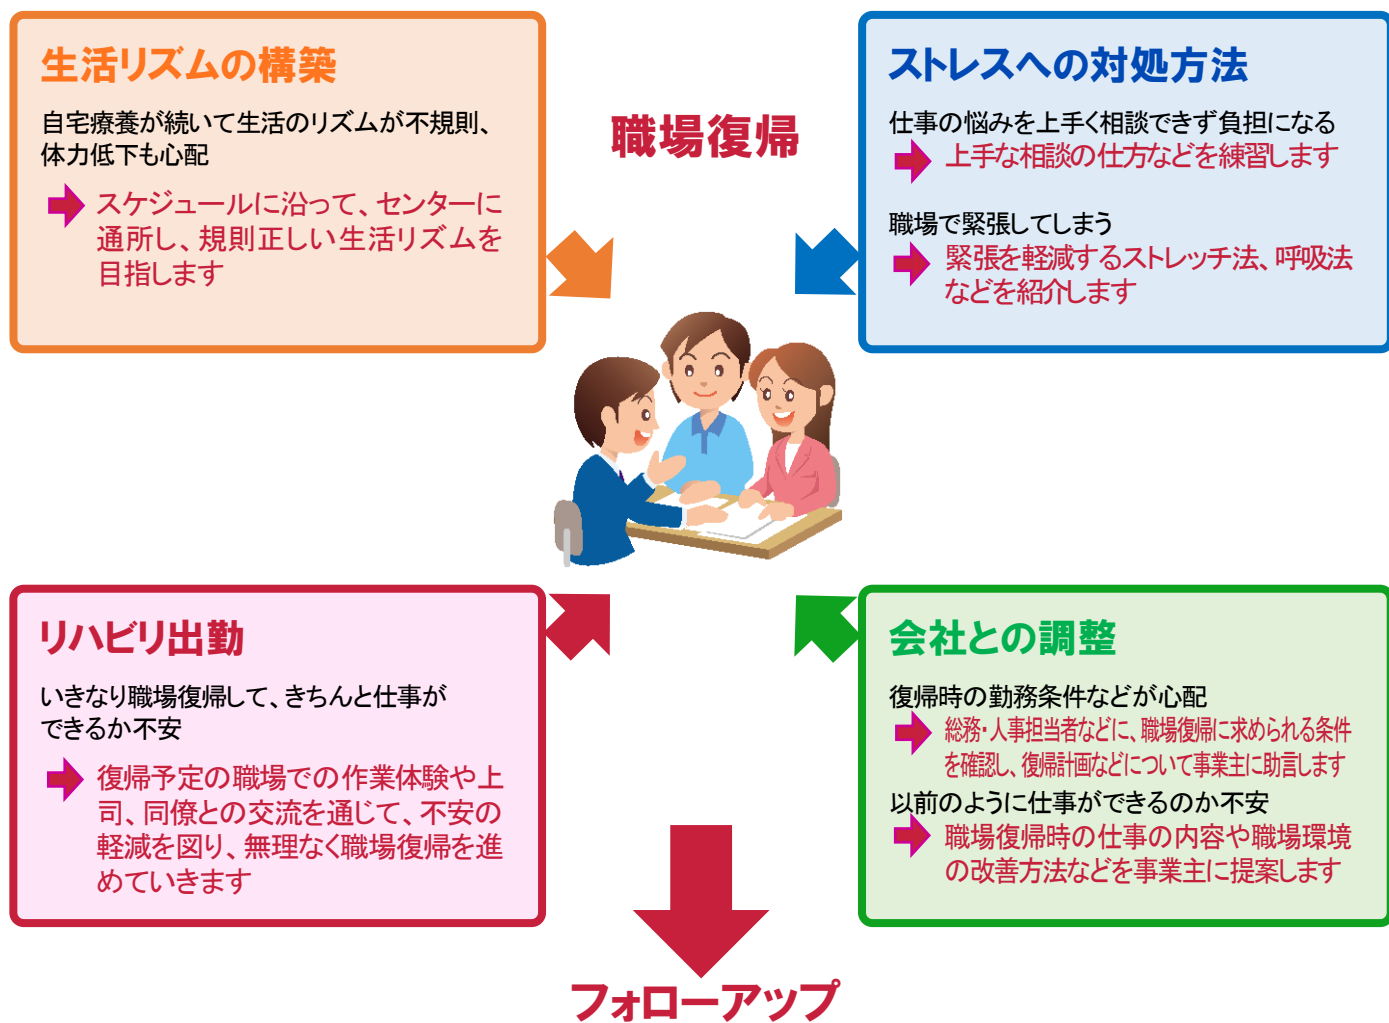 生活リズムの構築
自宅療養が続いて生活のリズムが不規則、
体力低下も心配
スケジュールに沿って、センターに
通所し、規則正しい生活リズムを
目指します
職場復帰
ストレスへの対処方法
仕事の悩みを上手く相談できず負担になる
上手な相談の仕方などを練習します
職場で緊張してしまう
緊張を軽減するストレッチ法、呼吸法
などを紹介します
リハビリ出勤
いきなり職場復帰して、きちんと仕事が
できるか不安
復帰予定の職場での作業体験や上
司、同僚との交流を通じて、不安の
軽減を図り、無理なく職場復帰を進
めていきます
会社との調整
復帰時の勤務条件などが心配
総務・人事担当者などに、職場復帰に求められる条件
を確認し、復帰計画などについて事業主に助言します
以前のように仕事ができるのか不安
職場復帰時の仕事の内容や職場環境
の改善方法などを事業主に提案します
フォローアップ